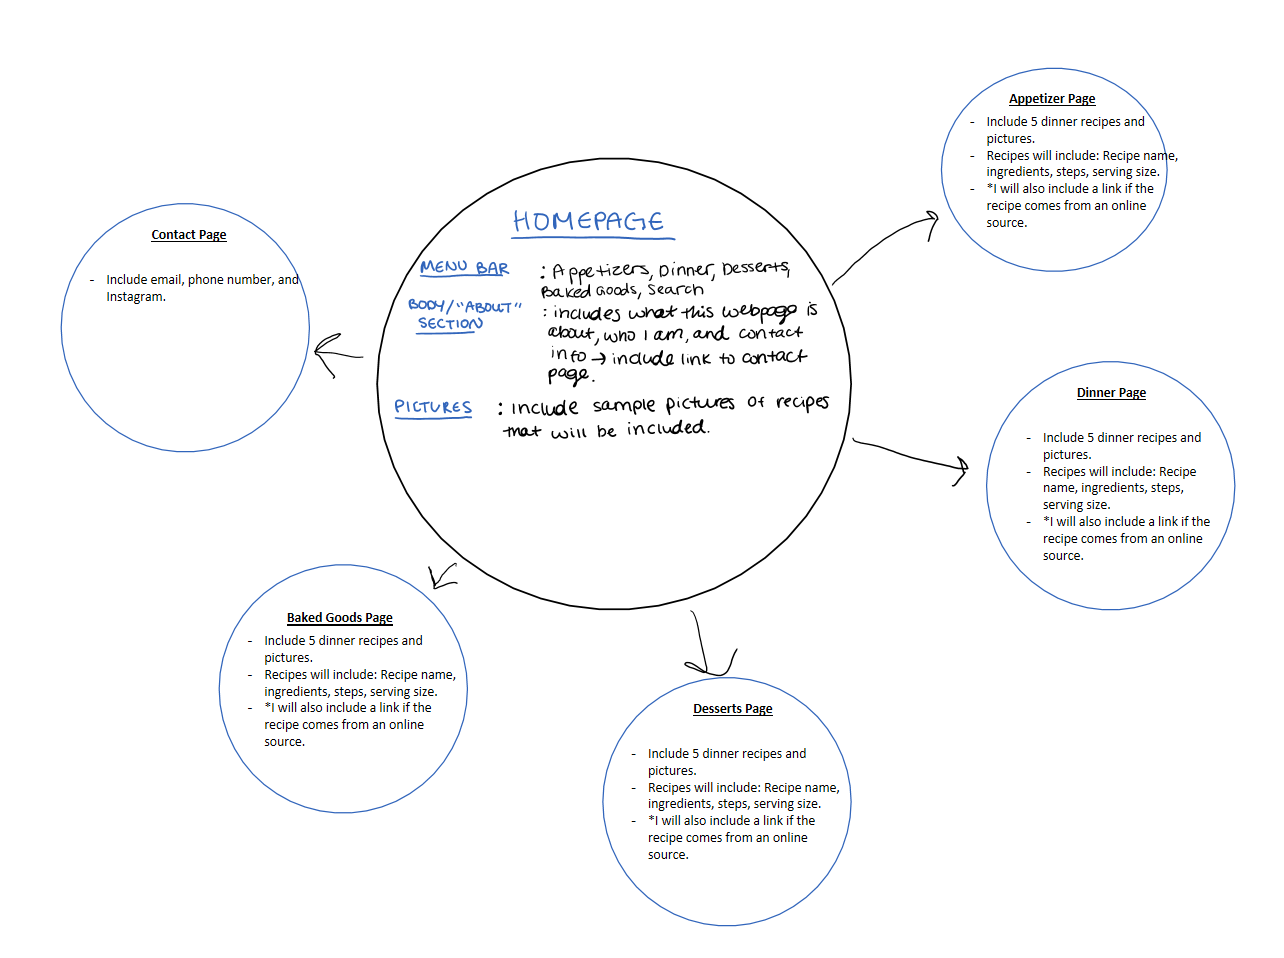 HOMEPAGE
MENU BAR : Appetizers, Dinner, Desserts,
Baked Goods, Search
BODY/"ABOUT"
SECTION
: includes what this webpage is
about, who I am, and contact
info → include link to contact
page.
PICTURES : include sample pictures of recipes
that will be included.
Contact Page
- Include email, phone number, and
Instagram.
Appetizer Page
- Include 5 dinner recipes and
pictures.
- Recipes will include: Recipe name,
ingredients, steps, serving size.
- *I will also include a link if the
recipe comes from an online
source.
Dinner Page
- Include 5 dinner recipes and
pictures.
- Recipes will include: Recipe
name, ingredients, steps,
serving size.
- *I will also include a link if the
recipe comes from an online
source.
Baked Goods Page
- Include 5 dinner recipes and
pictures.
- Recipes will include: Recipe name,
ingredients, steps, serving size.
- *I will also include a link if the
recipe comes from an online
source.
Desserts Page
- Include 5 dinner recipes and
pictures.
- Recipes will include: Recipe name,
ingredients, steps, serving size.
- *I will also include a link if the
recipe comes from an online
source.